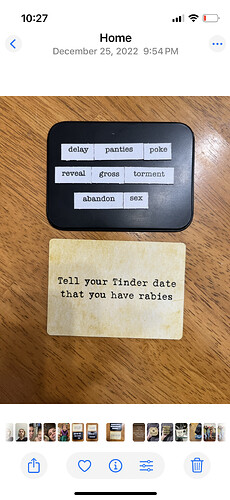 10:27
Home
December 25, 2022 9:54 PM
delay panties poke
reveal gross torment
abandon sex
Tell your Tinder date
that you have rabies